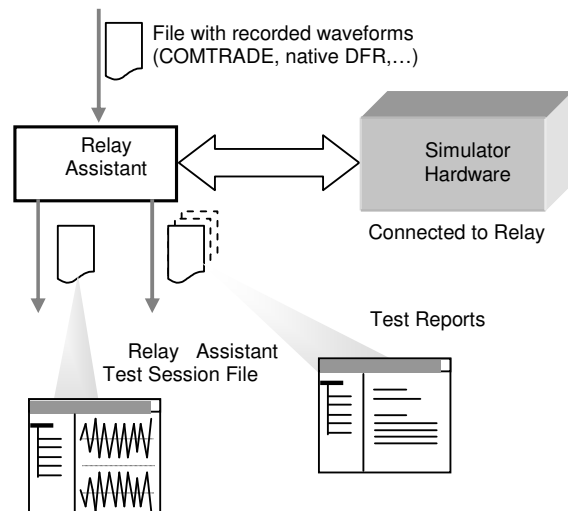 File with recorded waveforms
(COMTRADE, native DFR,…)
Relay
Assistant
Simulator
Hardware
Connected to Relay
Test Reports
Relay Assistant
Test Session File